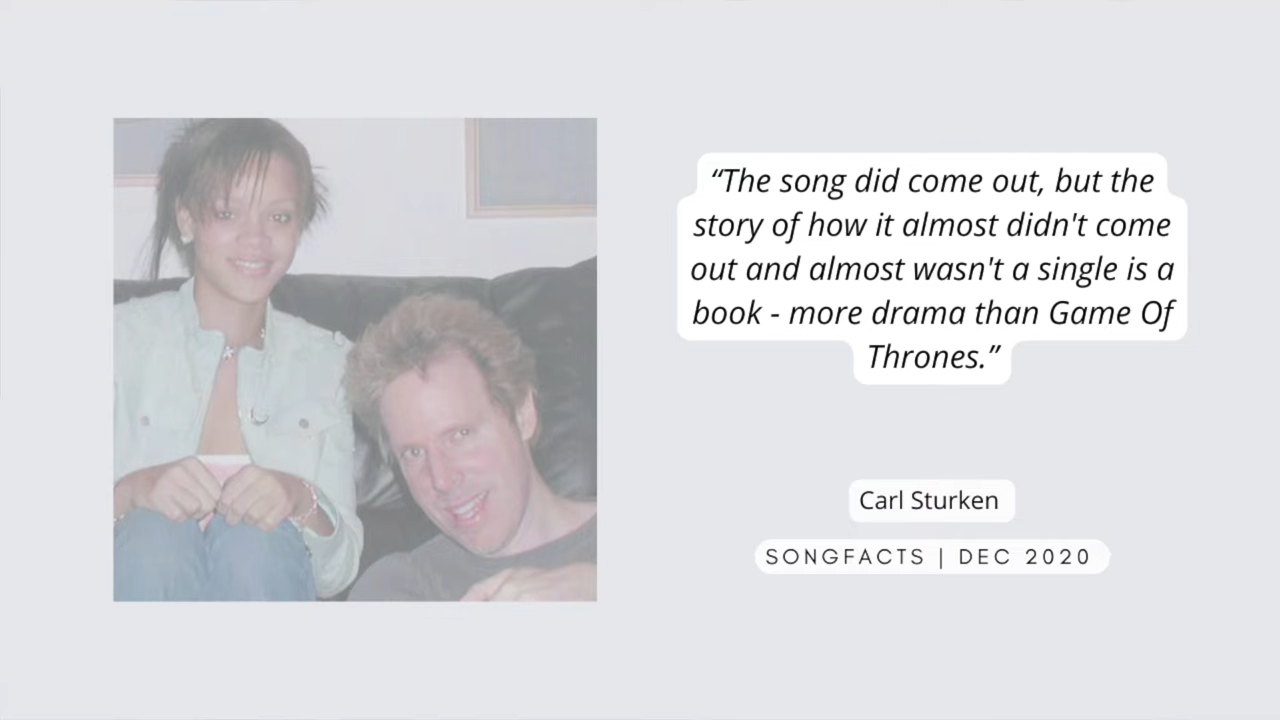 “The song did come out, but the
story of how it almost didn't come
out and almost wasn't a single is a
book - more drama than Game Of
Thrones.”
Carl Sturken
SONGFACTS | DEC 2020